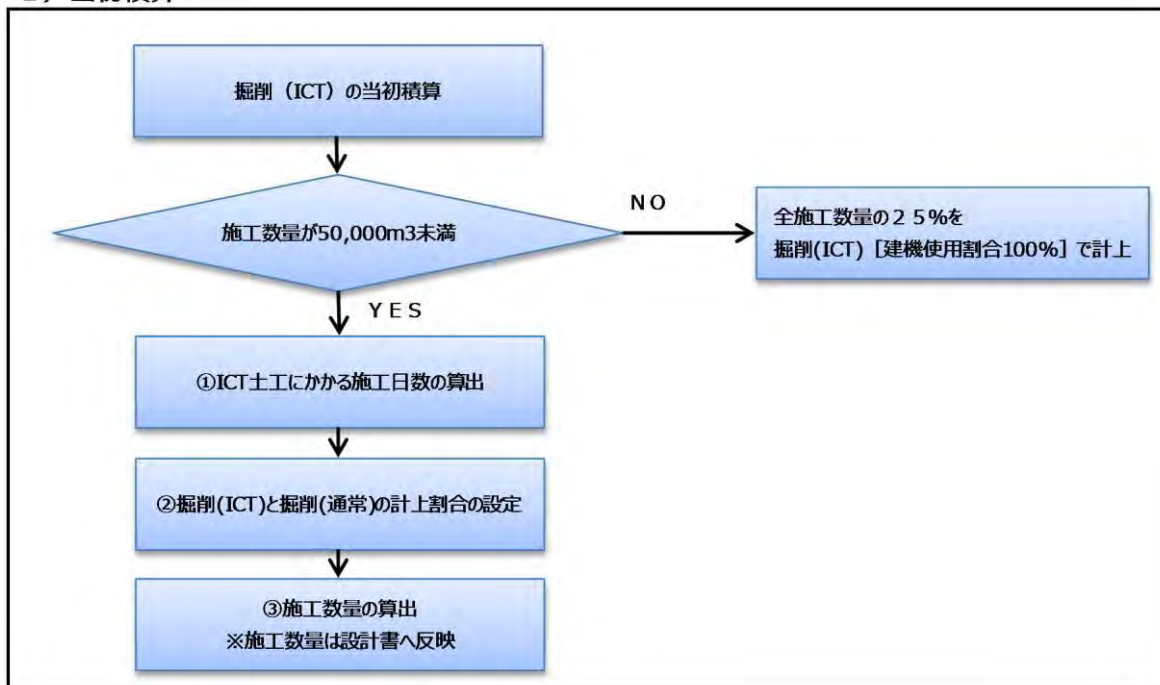 掘削（ICT）の当初積算
施工数量が50,000m3未満
ＮＯ
全施工数量の２５％を
掘削(ICT)［建機使用割合100%］で計上
ＹＥＳ
①ICT土工にかかる施工日数の算出
②掘削(ICT)と掘削(通常)の計上割合の設定
③施工数量の算出
※施工数量は設計書へ反映